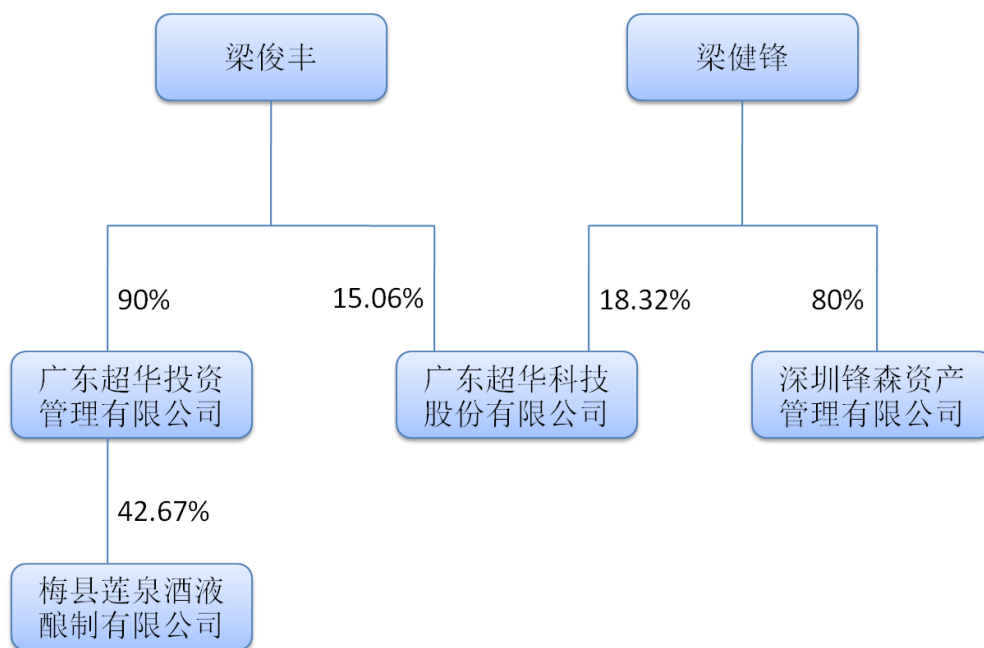 梁俊丰
梁健锋
90%
15.06%
18.32%
80%
广东超华投资
管理有限公司
广东超华科技
股份有限公司
深圳锋森资产
管理有限公司
42.67%
梅县莲泉酒液
酿制有限公司